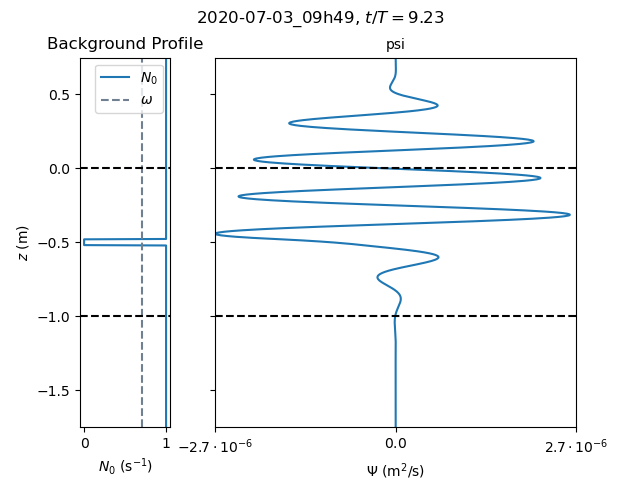 2020-07-03_09h49, t/T = 9.23
Background Profile
psi
N₀
ω
0.5
0.0
−0.5
−1.0
−1.5
z (m)
0 1
N₀ (s⁻¹)
−2.7 · 10⁻⁶ 0.0 2.7 · 10⁻⁶
Ψ (m²/s)